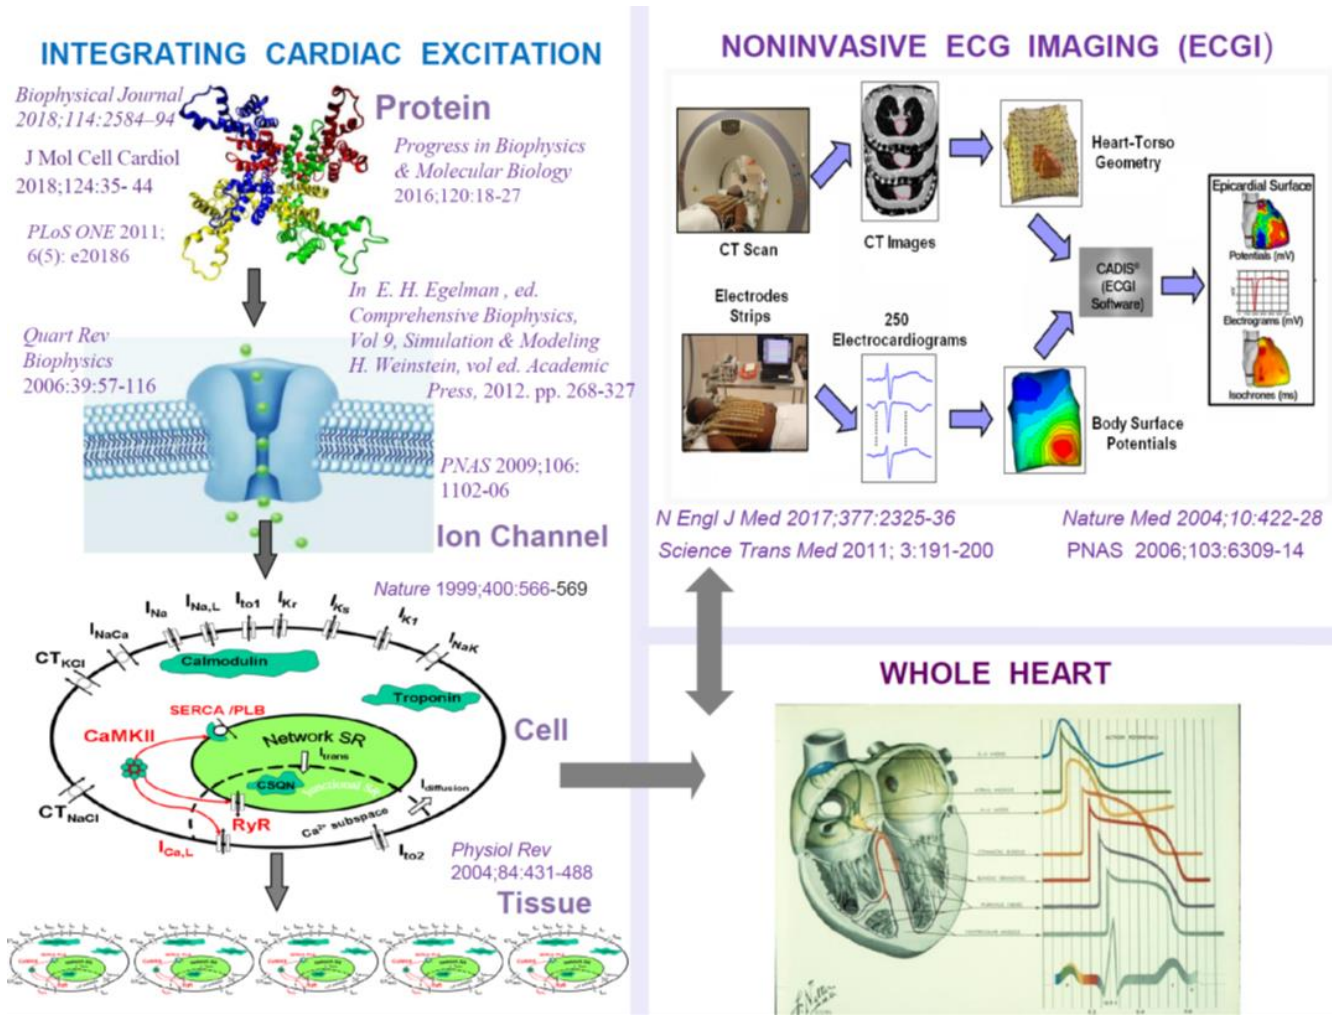 INTEGRATING CARDIAC EXCITATION
Biophysical Journal
2018;114:2584–94
Protein
J Mol Cell Cardiol
2018;124:35- 44
Progress in Biophysics
& Molecular Biology
2016;120:18-27
PLoS ONE 2011;
6(5): e20186
In E. H. Egelman , ed.
Comprehensive Biophysics,
Vol 9, Simulation & Modeling
H. Weinstein, vol ed. Academic
Press, 2012. pp. 268-327
Quart Rev
Biophysics
2006:39:57-116
PNAS 2009;106:
1102-06
Ion Channel
Nature 1999;400:566-569
INa
INa,L
Ito1
IKr
IKs
IK1
INaK
INaCa
CTKCl
Calmodulin
Troponin
SERCA /PLB
CaMKII
Network SR
Itrans
CSQN
Junctional SR
Idiffusion
Cell
CTNaCl
RyR
Ca2+ subspace
ICa,L
Ito2
Physiol Rev
2004;84:431-488
Tissue
NONINVASIVE ECG IMAGING (ECGI)
CT Scan
CT Images
Heart-Torso
Geometry
Electrodes
Strips
250
Electrocardiograms
Body Surface
Potentials
CADIS®
(ECGI
Software)
Epicardial Surface
Potentials (mV)
Electrograms (mV)
Isochrones (ms)
N Engl J Med 2017;377:2325-36
Nature Med 2004;10:422-28
Science Trans Med 2011; 3:191-200
PNAS 2006;103:6309-14
WHOLE HEART
ACTION POTENTIALS